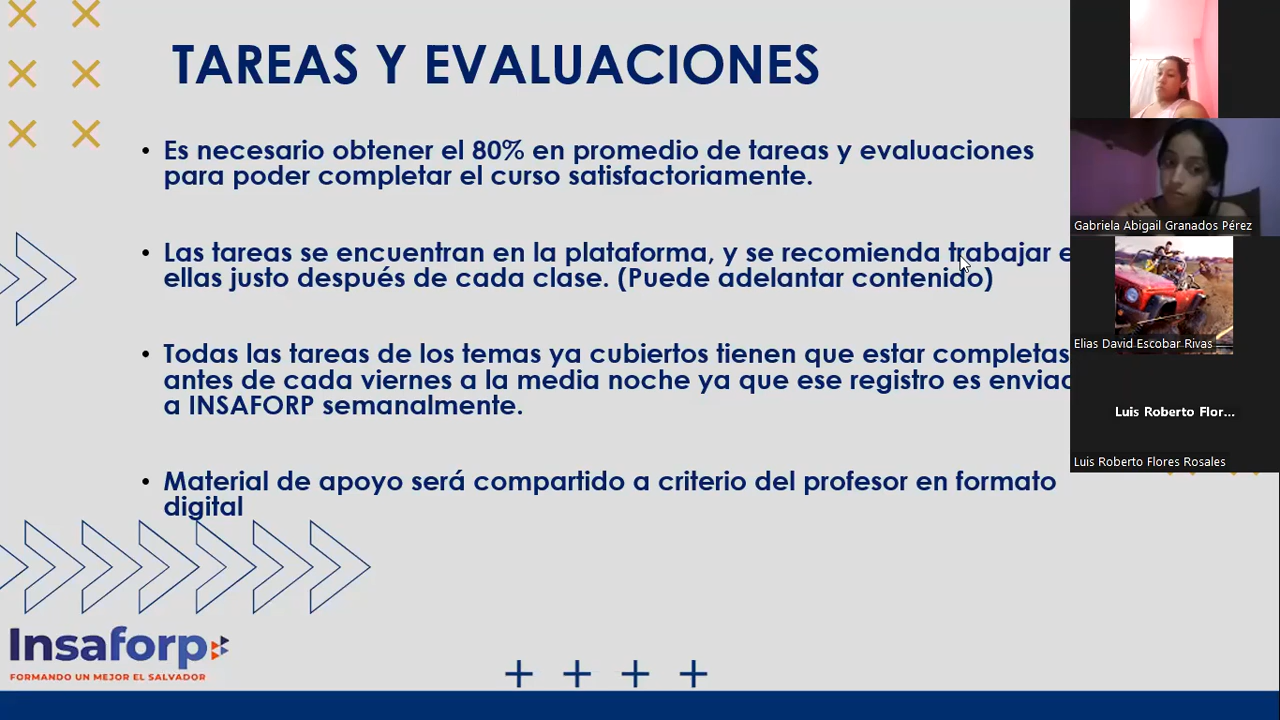 TAREAS Y EVALUACIONES
• Es necesario obtener el 80% en promedio de tareas y evaluaciones
para poder completar el curso satisfactoriamente.
• Las tareas se encuentran en la plataforma, y se recomienda trabajar e
ellas justo después de cada clase. (Puede adelantar contenido)
• Todas las tareas de los temas ya cubiertos tienen que estar completas
antes de cada viernes a la media noche ya que ese registro es enviad
a INSAFORP semanalmente.
• Material de apoyo será compartido a criterio del profesor en formato
digital
Insaforp
FORMANDO UN MEJOR EL SALVADOR
Gabriela Abigail Granados Pérez
Elias David Escobar Rivas
Luis Roberto Flor...
Luis Roberto Flores Rosales